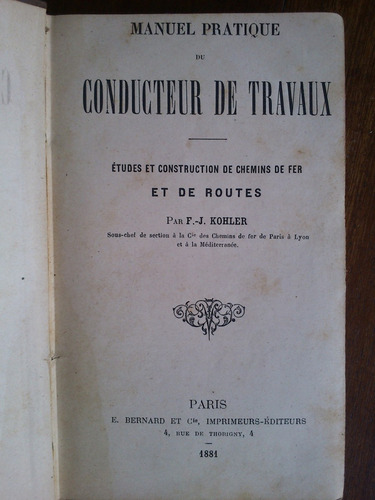 MANUEL PRATIQUE
DU
CONDUCTEUR DE TRAVAUX
ÉTUDES ET CONSTRUCTION DE CHEMINS DE FER
ET DE ROUTES
PAR F.-J. KOHLER
Sous-chef de section à la Cie des Chemins de fer de Paris à Lyon
et à la Méditerranée.
PARIS
E. BERNARD ET Cie, IMPRIMEURS-ÉDITEURS
4, RUE DE THORIGNY, 4
1881